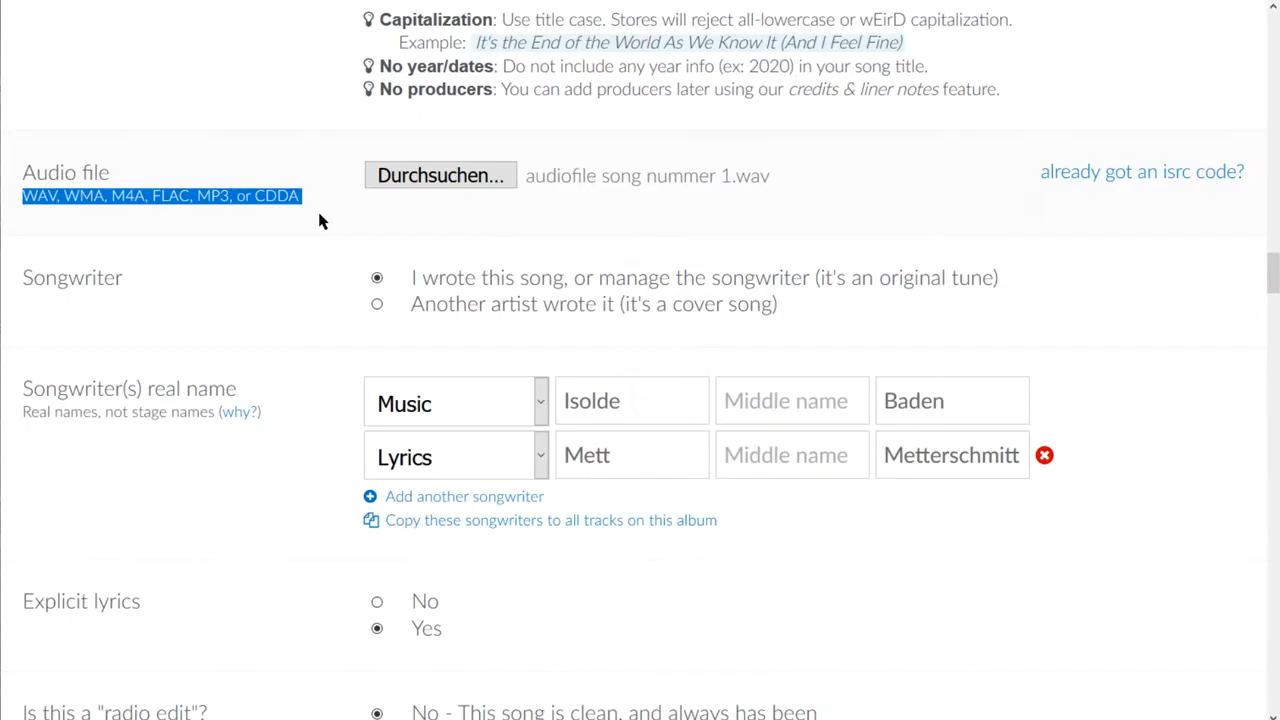 Capitalization: Use title case. Stores will reject all-lowercase or wEirD capitalization.
Example: It's the End of the World As We Know It (And I Feel Fine)
No year/dates: Do not include any year info (ex: 2020) in your song title.
No producers: You can add producers later using our credits & liner notes feature.
Audio file
WAV, WMA, M4A, FLAC, MP3, or CDDA
Durchsuchen... audiofile song nummer 1.wav
already got an isrc code?
Songwriter
I wrote this song, or manage the songwriter (it's an original tune)
Another artist wrote it (it's a cover song)
Songwriter(s) real name
Real names, not stage names (why?)
Music Isolde Middle name Baden
Lyrics Mett Middle name Metterschmitt
Add another songwriter
Copy these songwriters to all tracks on this album
Explicit lyrics
No
Yes
Is this a "radio edit"?
No - This song is clean, and always has been